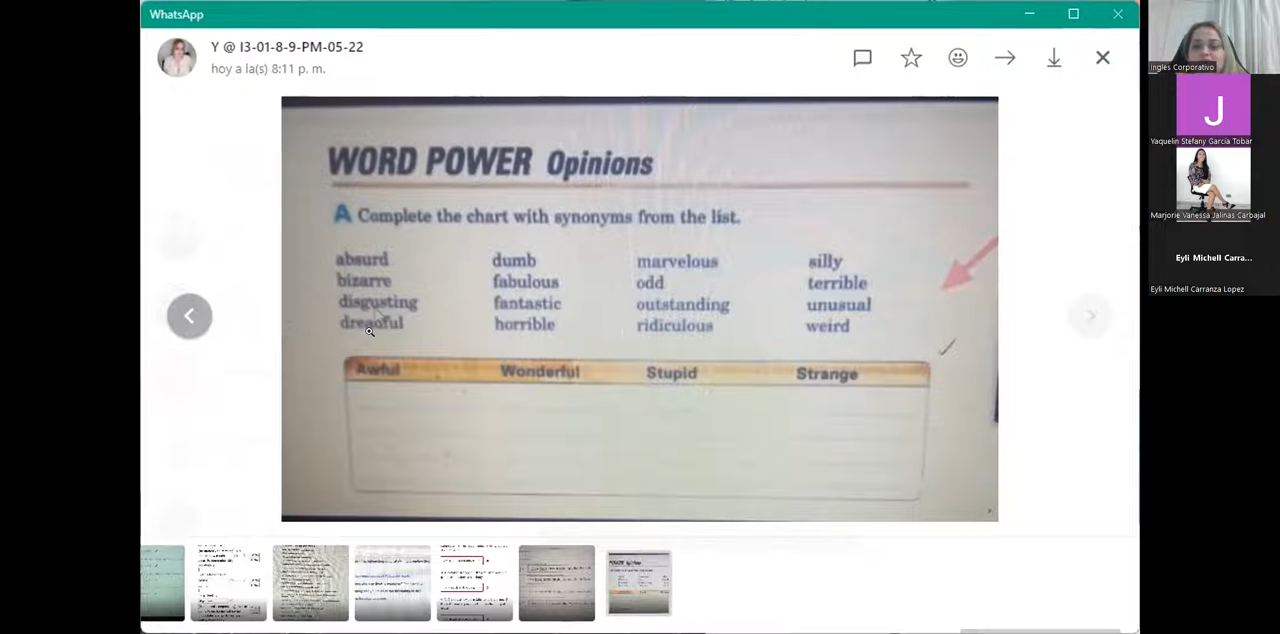 WhatsApp
Y @ I3-01-8-9-PM-05-22
hoy a la(s) 8:11 p. m.
WORD POWER Opinions
A Complete the chart with synonyms from the list.
absurd dumb marvelous silly
bizarre fabulous odd terrible
disgusting fantastic outstanding unusual
dreadful horrible ridiculous weird
Awful Wonderful Stupid Strange
Ingles Corporativo
J
Yaquelin Stefany García Tobar
Marjorie Vanessa Jalinas Carbajal
Eyli Michell Carra...
Eyli Michell Carranza Lopez